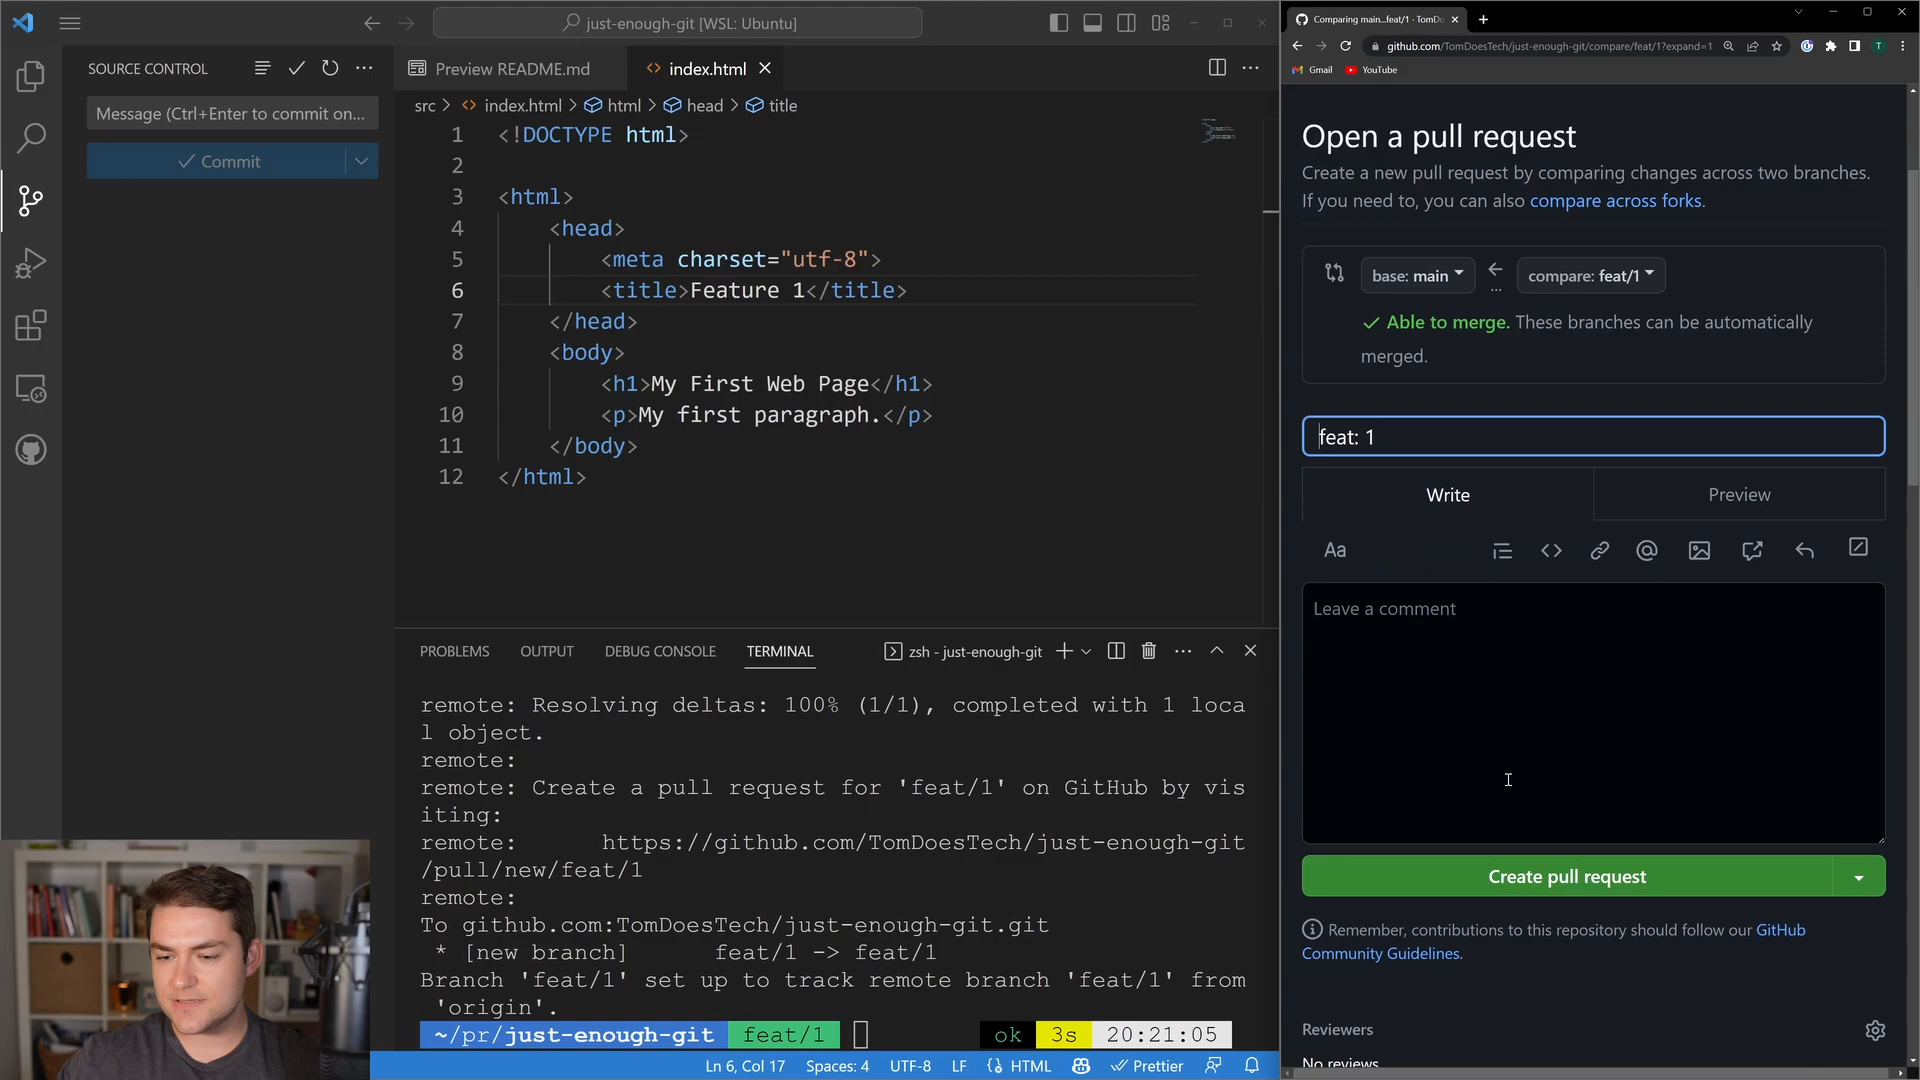 just-enough-git [WSL: Ubuntu]
SOURCE CONTROL
Message (Ctrl+Enter to commit on...
Commit
Preview README.md
index.html
src > index.html > html > head > title
1 <!DOCTYPE html>
2
3 <html>
4 <head>
5 <meta charset="utf-8">
6 <title>Feature 1</title>
7 </head>
8 <body>
9 <h1>My First Web Page</h1>
10 <p>My first paragraph.</p>
11 </body>
12 </html>
PROBLEMS OUTPUT DEBUG CONSOLE TERMINAL
zsh - just-enough-git
remote: Resolving deltas: 100% (1/1), completed with 1 loca
l object.
remote:
remote: Create a pull request for 'feat/1' on GitHub by vis
iting:
remote: https://github.com/TomDoesTech/just-enough-git
/pull/new/feat/1
remote:
To github.com:TomDoesTech/just-enough-git.git
* [new branch] feat/1 -> feat/1
Branch 'feat/1' set up to track remote branch 'feat/1' from
'origin'.
~/pr/just-enough-git feat/1 ok 3s 20:21:05
Ln 6, Col 17 Spaces: 4 UTF-8 LF HTML Prettier
Comparing main...feat/1 · TomDo
github.com/TomDoesTech/just-enough-git/compare/feat/1?expand=1
T
Gmail YouTube
Open a pull request
Create a new pull request by comparing changes across two branches.
If you need to, you can also compare across forks.
base: main compare: feat/1
Able to merge. These branches can be automatically
merged.
feat: 1
Write Preview
Aa
Leave a comment
Create pull request
Remember, contributions to this repository should follow our GitHub
Community Guidelines.
Reviewers
No reviews